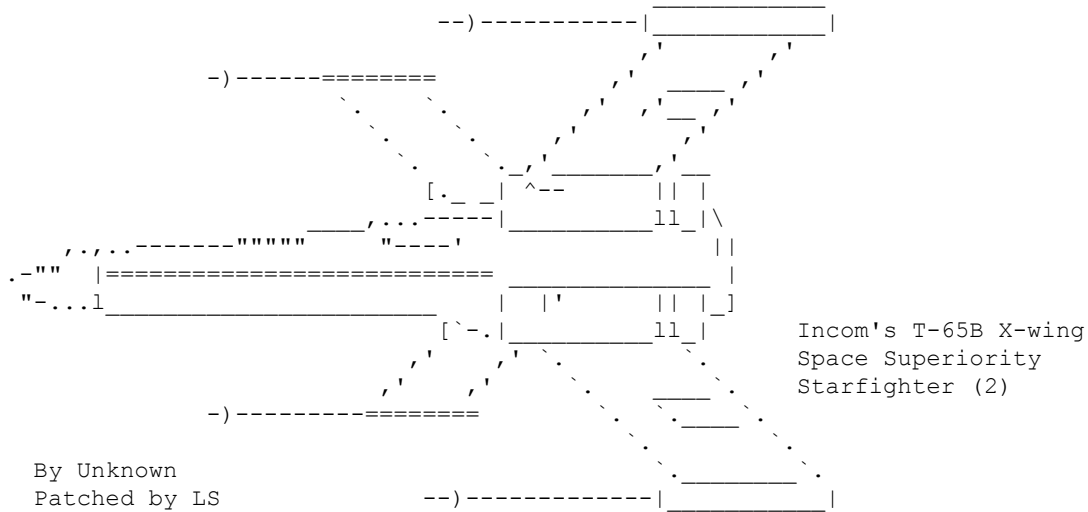 Incom's T-65B X-wing
Space Superiority
Starfighter (2)
By Unknown
Patched by LS